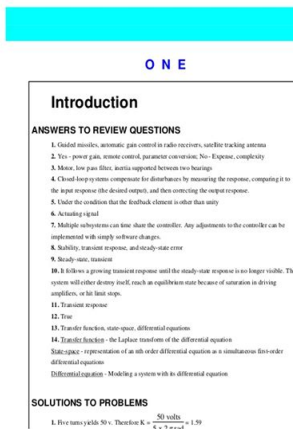 O N E
Introduction
ANSWERS TO REVIEW QUESTIONS
1. Guided missiles, automatic gain control in radio receivers, satellite tracking antenna
2. Yes - power gain, remote control, parameter conversion; No - Expense, complexity
3. Motor, low pass filter, inertia supported between two bearings
4. Closed-loop systems compensate for disturbances by measuring the response, comparing it to
the input response (the desired output), and then correcting the output response.
5. Under the condition that the feedback element is other than unity
6. Actuating signal
7. Multiple subsystems can time share the controller. Any adjustments to the controller can be
implemented with simply software changes.
8. Stability, transient response, and steady-state error
9. Steady-state, transient
10. It follows a growing transient response until the steady-state response is no longer visible. Th
system will either destroy itself, reach an equilibrium state because of saturation in driving
amplifiers, or hit limit stops.
11. Transient response
12. True
13. Transfer function, state-space, differential equations
14. Transfer function - the Laplace transform of the differential equation
State-space - representation of an nth order differential equation as n simultaneous first-order
differential equations
Differential equation - Modeling a system with its differential equation
SOLUTIONS TO PROBLEMS
50 volts
1. Five turns yields 50 v. Therefore K = = 1.59